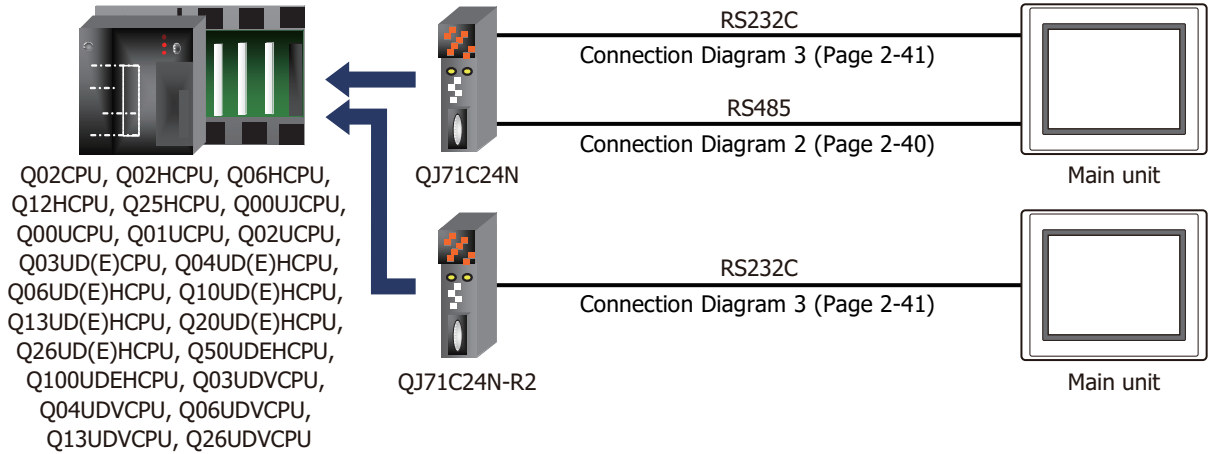 RS232C
Connection Diagram 3 (Page 2-41)
RS485
Connection Diagram 2 (Page 2-40)
QJ71C24N
Main unit
Q02CPU, Q02HCPU, Q06HCPU,
Q12HCPU, Q25HCPU, Q00UJCPU,
Q00UCPU, Q01UCPU, Q02UCPU,
Q03UD(E)CPU, Q04UD(E)HCPU,
Q06UD(E)HCPU, Q10UD(E)HCPU,
Q13UD(E)HCPU, Q20UD(E)HCPU,
Q26UD(E)HCPU, Q50UDEHCPU,
Q100UDEHCPU, Q03UDVCPU,
Q04UDVCPU, Q06UDVCPU,
Q13UDVCPU, Q26UDVCPU
RS232C
Connection Diagram 3 (Page 2-41)
QJ71C24N-R2
Main unit